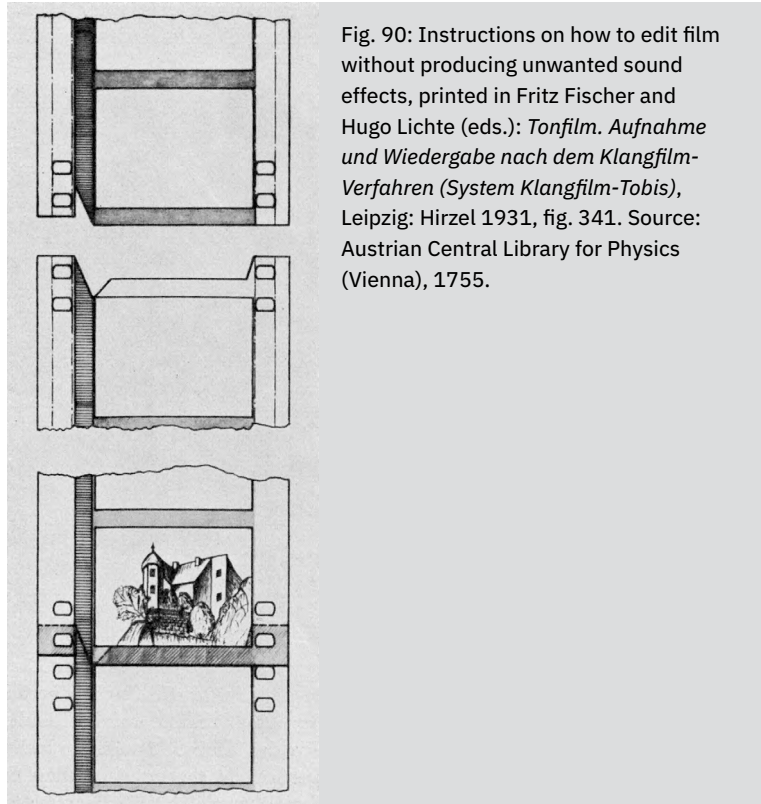 Fig. 90: Instructions on how to edit film
without producing unwanted sound
effects, printed in Fritz Fischer and
Hugo Lichte (eds.): Tonfilm. Aufnahme
und Wiedergabe nach dem Klangfilm-
Verfahren (System Klangfilm-Tobis),
Leipzig: Hirzel 1931, fig. 341. Source:
Austrian Central Library for Physics
(Vienna), 1755.